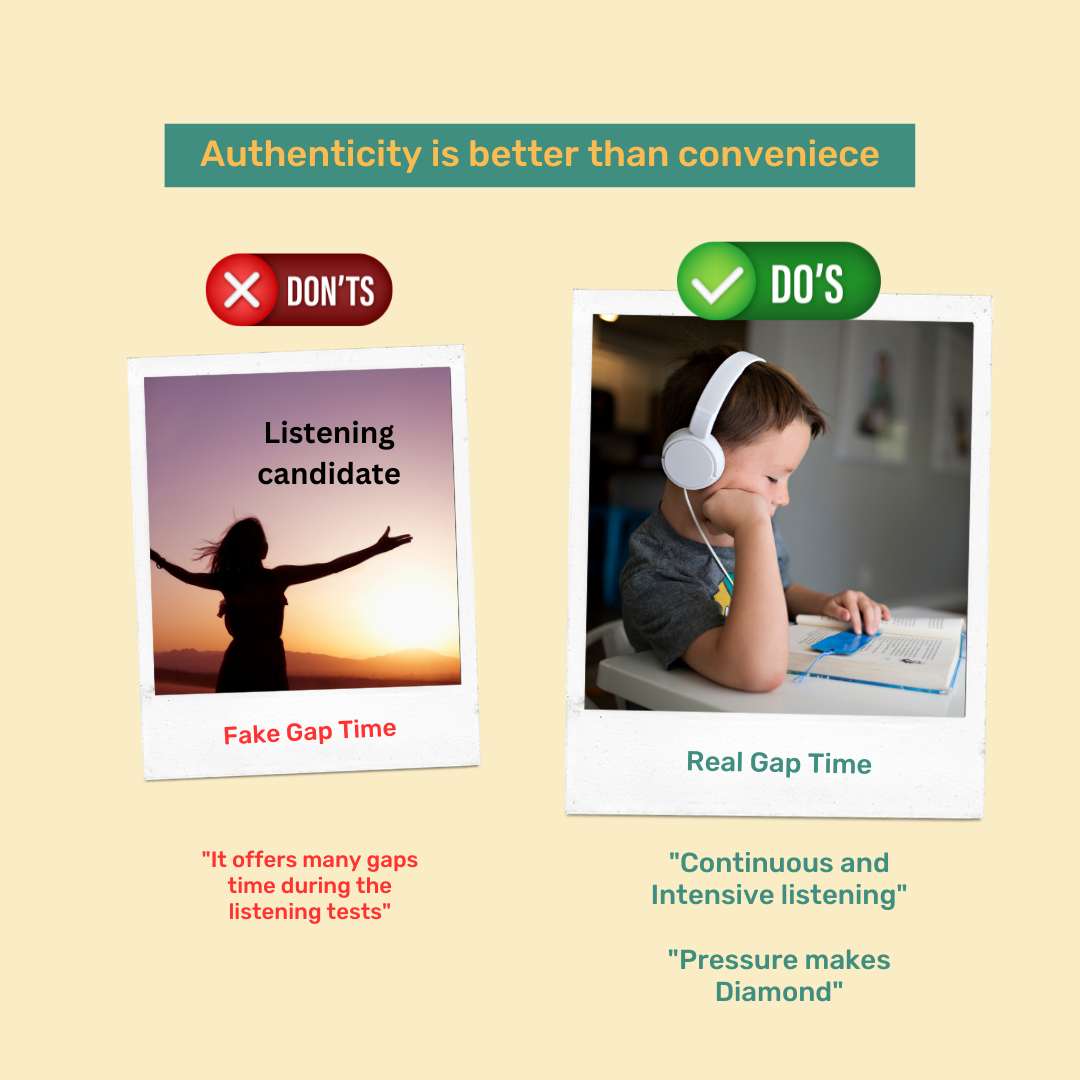 Authenticity is better than conveniece
DON'TS
DO'S
Listening
candidate
Fake Gap Time
Real Gap Time
"It offers many gaps
time during the
listening tests"
"Continuous and
Intensive listening"
"Pressure makes
Diamond"